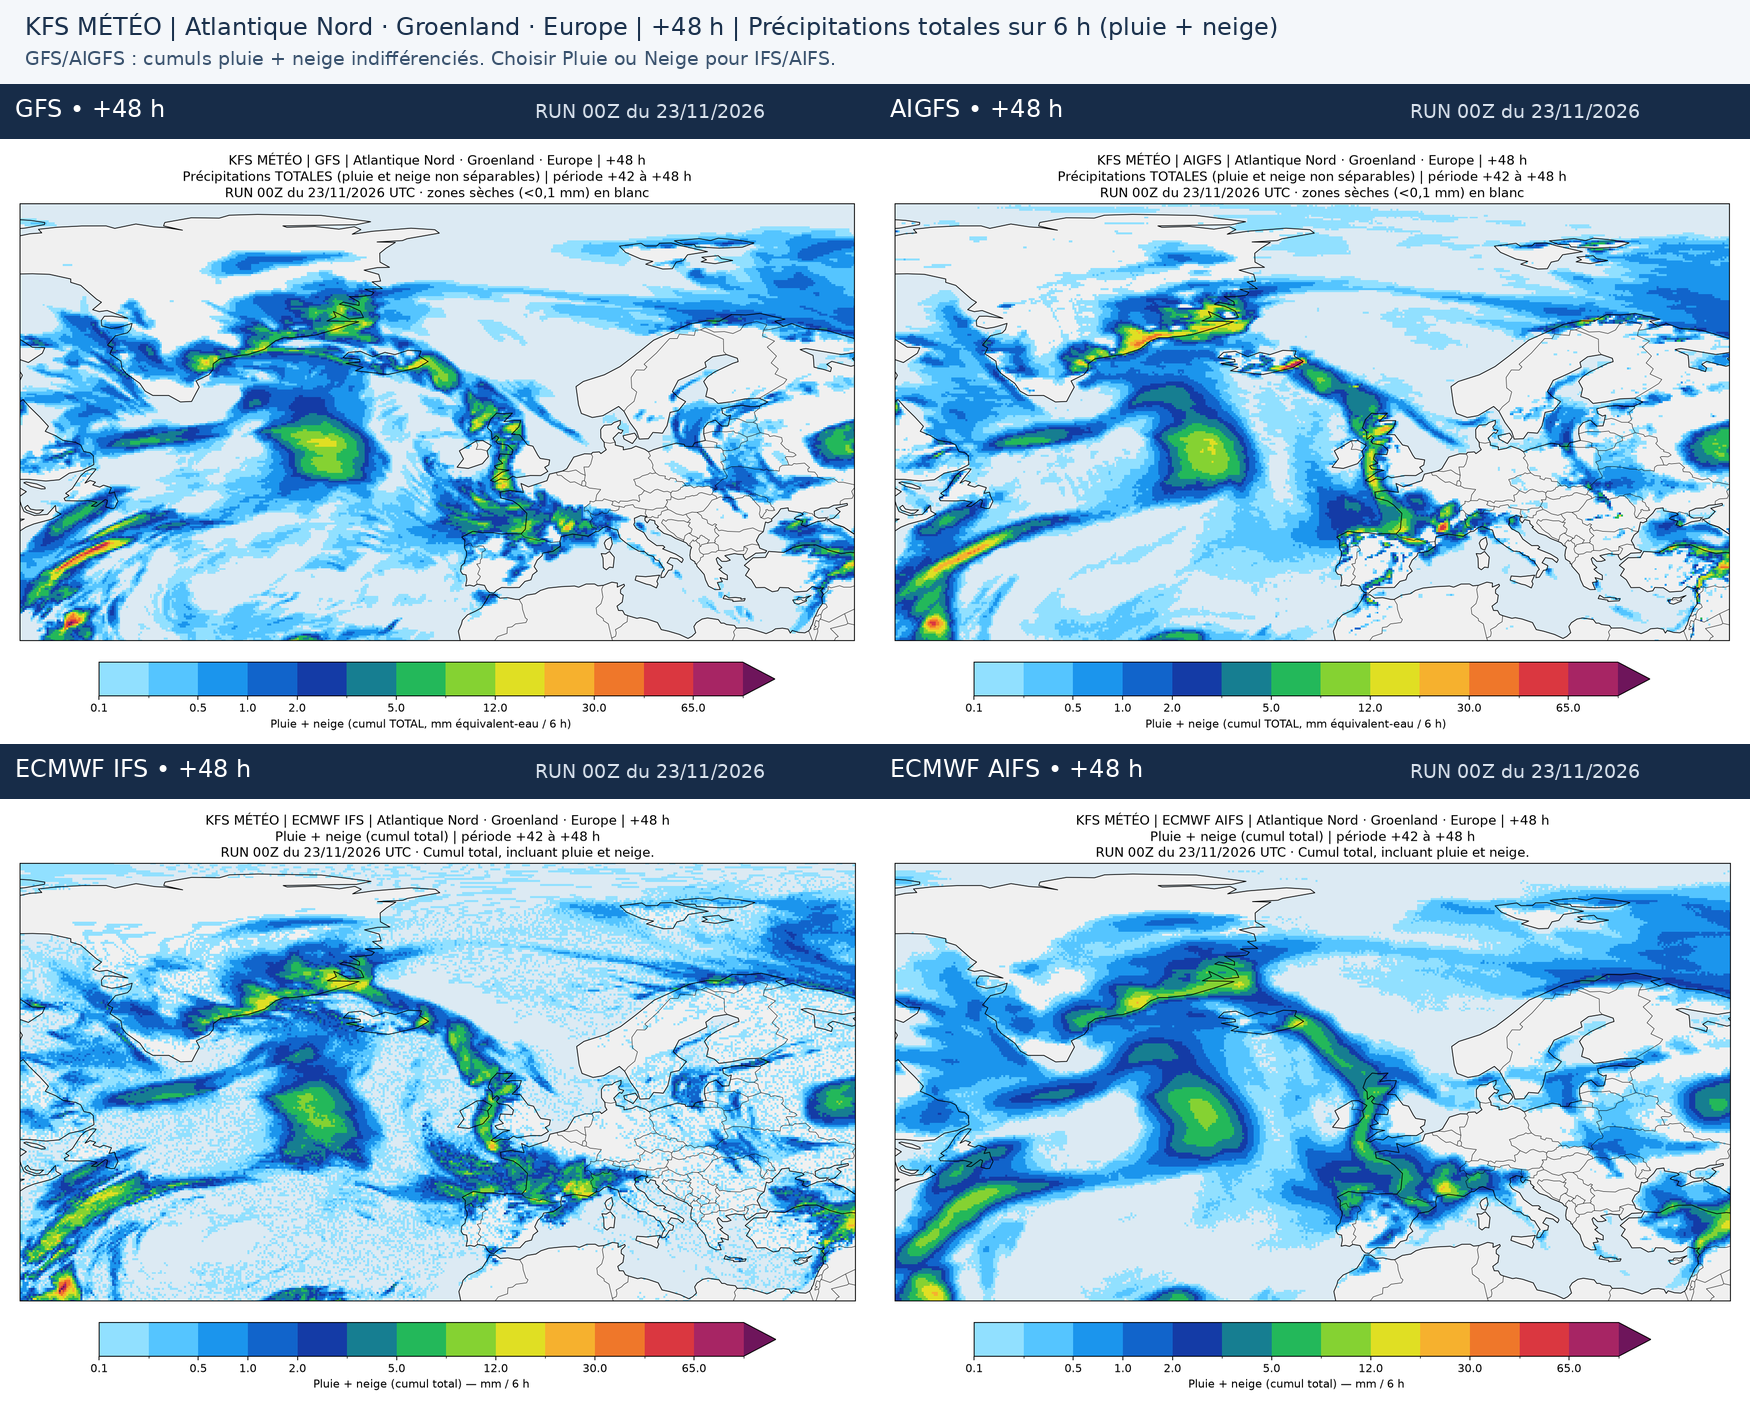 KFS MÉTÉO | Atlantique Nord · Groenland · Europe | +48 h | Précipitations totales sur 6 h (pluie + neige)
GFS/AIGFS : cumuls pluie + neige indifférenciés. Choisir Pluie ou Neige pour IFS/AIFS.
GFS • +48 h RUN 00Z du 23/11/2026
AIGFS • +48 h RUN 00Z du 23/11/2026
KFS MÉTÉO | GFS | Atlantique Nord · Groenland · Europe | +48 h
Précipitations TOTALES (pluie et neige non séparables) | période +42 à +48 h
RUN 00Z du 23/11/2026 UTC · zones sèches (<0,1 mm) en blanc
KFS MÉTÉO | AIGFS | Atlantique Nord · Groenland · Europe | +48 h
Précipitations TOTALES (pluie et neige non séparables) | période +42 à +48 h
RUN 00Z du 23/11/2026 UTC · zones sèches (<0,1 mm) en blanc
0.1 0.5 1.0 2.0 5.0 12.0 30.0 65.0
Pluie + neige (cumul TOTAL, mm équivalent-eau / 6 h)
0.1 0.5 1.0 2.0 5.0 12.0 30.0 65.0
Pluie + neige (cumul TOTAL, mm équivalent-eau / 6 h)
ECMWF IFS • +48 h RUN 00Z du 23/11/2026
ECMWF AIFS • +48 h RUN 00Z du 23/11/2026
KFS MÉTÉO | ECMWF IFS | Atlantique Nord · Groenland · Europe | +48 h
Pluie + neige (cumul total) | période +42 à +48 h
RUN 00Z du 23/11/2026 UTC · Cumul total, incluant pluie et neige.
KFS MÉTÉO | ECMWF AIFS | Atlantique Nord · Groenland · Europe | +48 h
Pluie + neige (cumul total) | période +42 à +48 h
RUN 00Z du 23/11/2026 UTC · Cumul total, incluant pluie et neige.
0.1 0.5 1.0 2.0 5.0 12.0 30.0 65.0
Pluie + neige (cumul total) — mm / 6 h
0.1 0.5 1.0 2.0 5.0 12.0 30.0 65.0
Pluie + neige (cumul total) — mm / 6 h